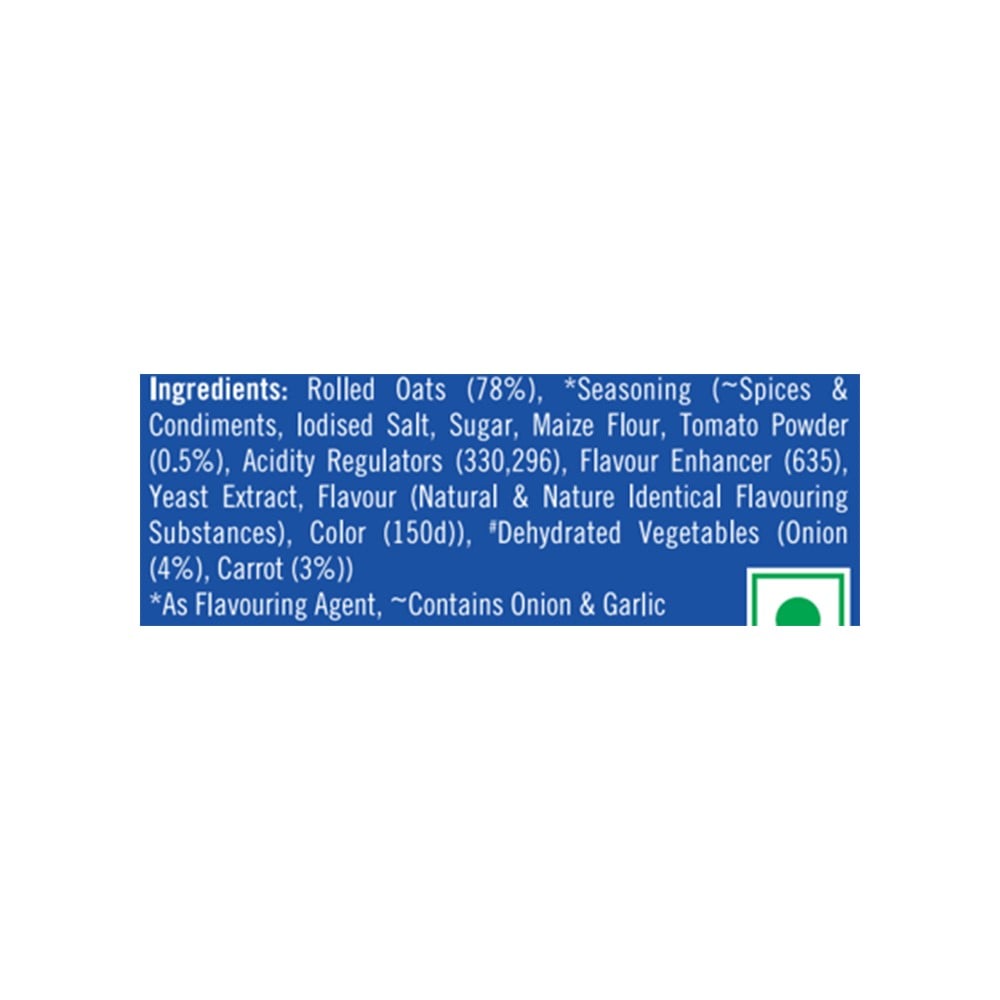 Ingredients: Rolled Oats (78%), *Seasoning (~Spices &
Condiments, Iodised Salt, Sugar, Maize Flour, Tomato Powder
(0.5%), Acidity Regulators (330,296), Flavour Enhancer (635),
Yeast Extract, Flavour (Natural & Nature Identical Flavouring
Substances), Color (150d)), #Dehydrated Vegetables (Onion
(4%), Carrot (3%))
*As Flavouring Agent, ~Contains Onion & Garlic